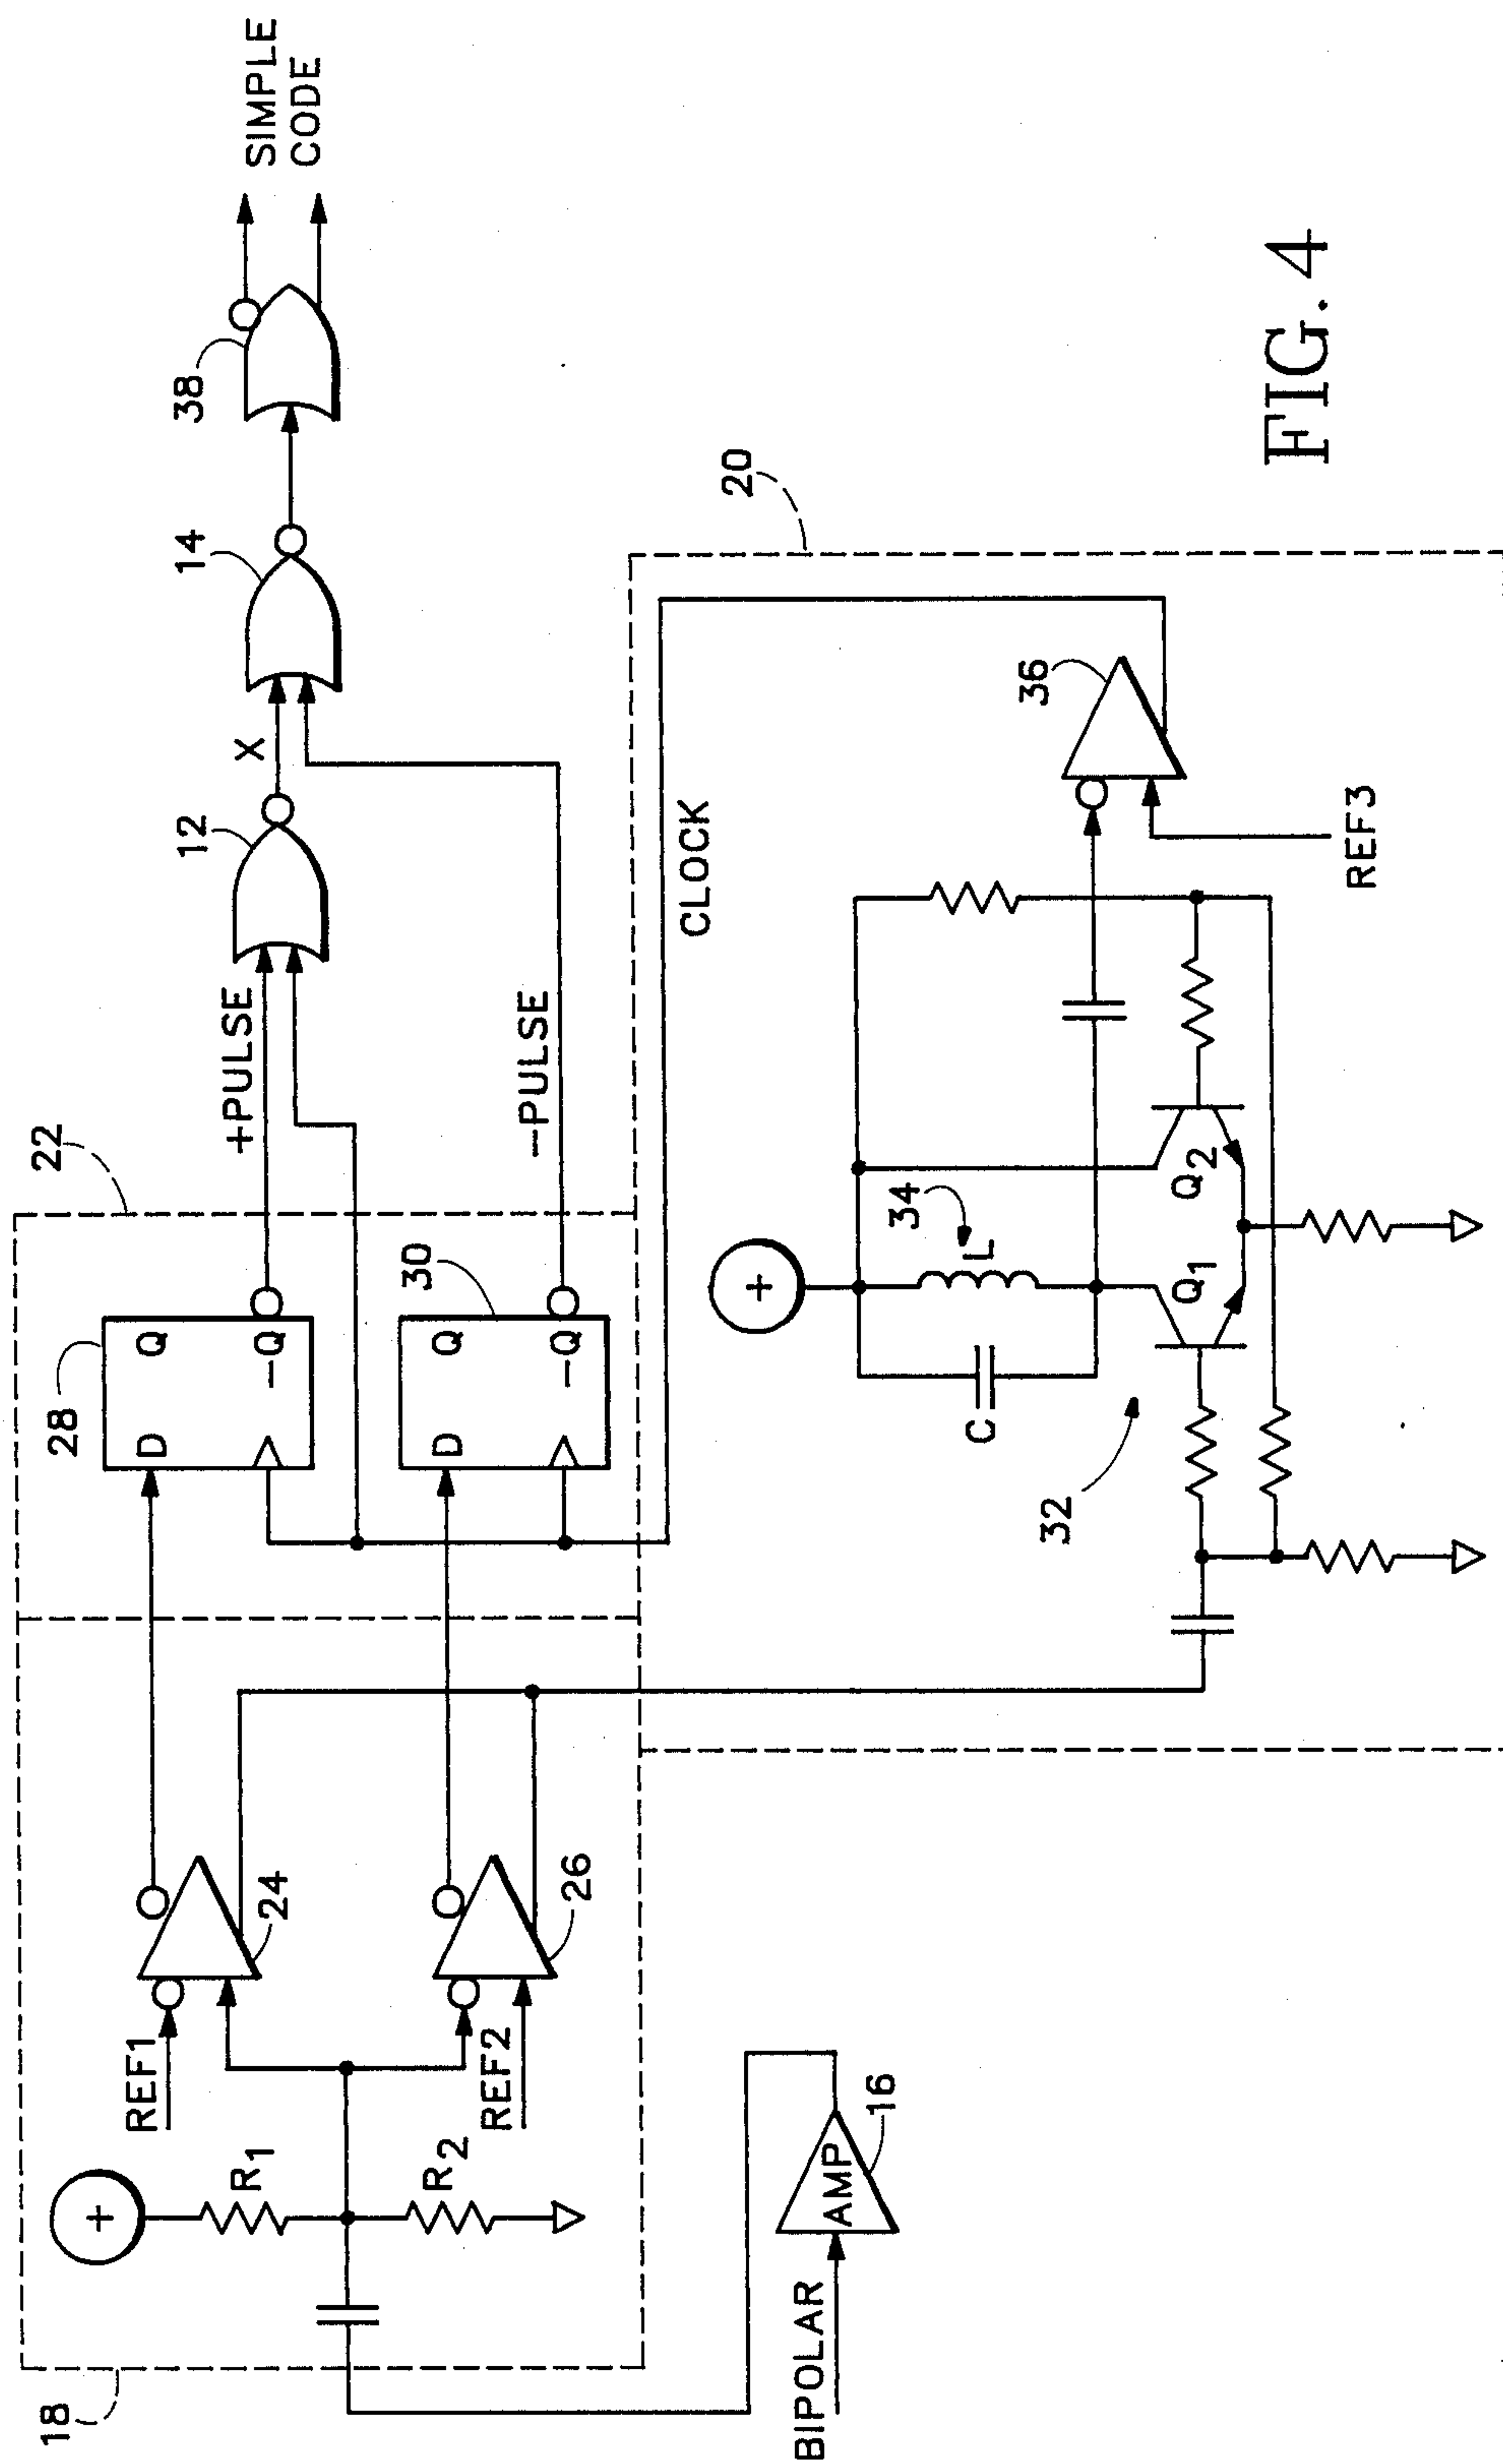 18
22
28
D Q
-Q
+PULSE
12
X
14
38
SIMPLE
CODE
+
R1
REF1
24
30
D Q
-Q
-PULSE
R2
REF2
26
CLOCK
20
BIPOLAR
AMP
16
+
34
C
L
32
Q1
Q2
36
REF3
FIG. 4